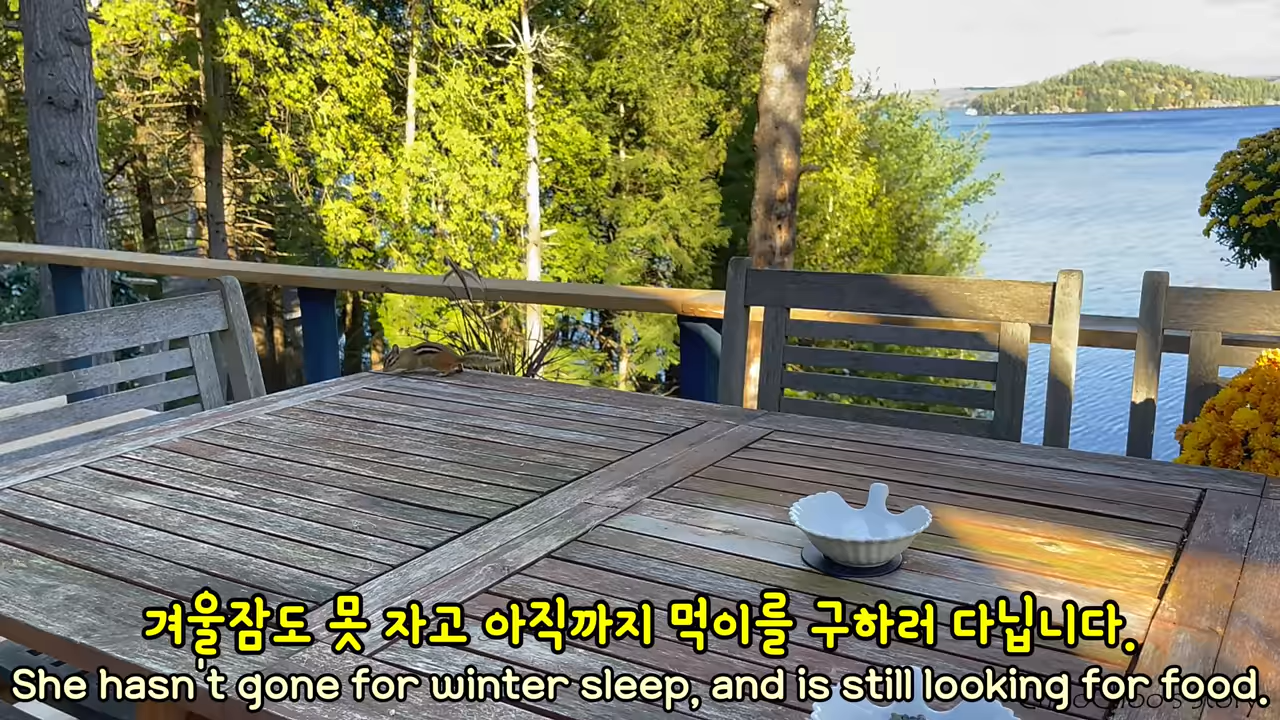 겨울잠도 못 자고 아직까지 먹이를 구하러 다닙니다.
She hasn't gone for winter sleep, and is still looking for food.